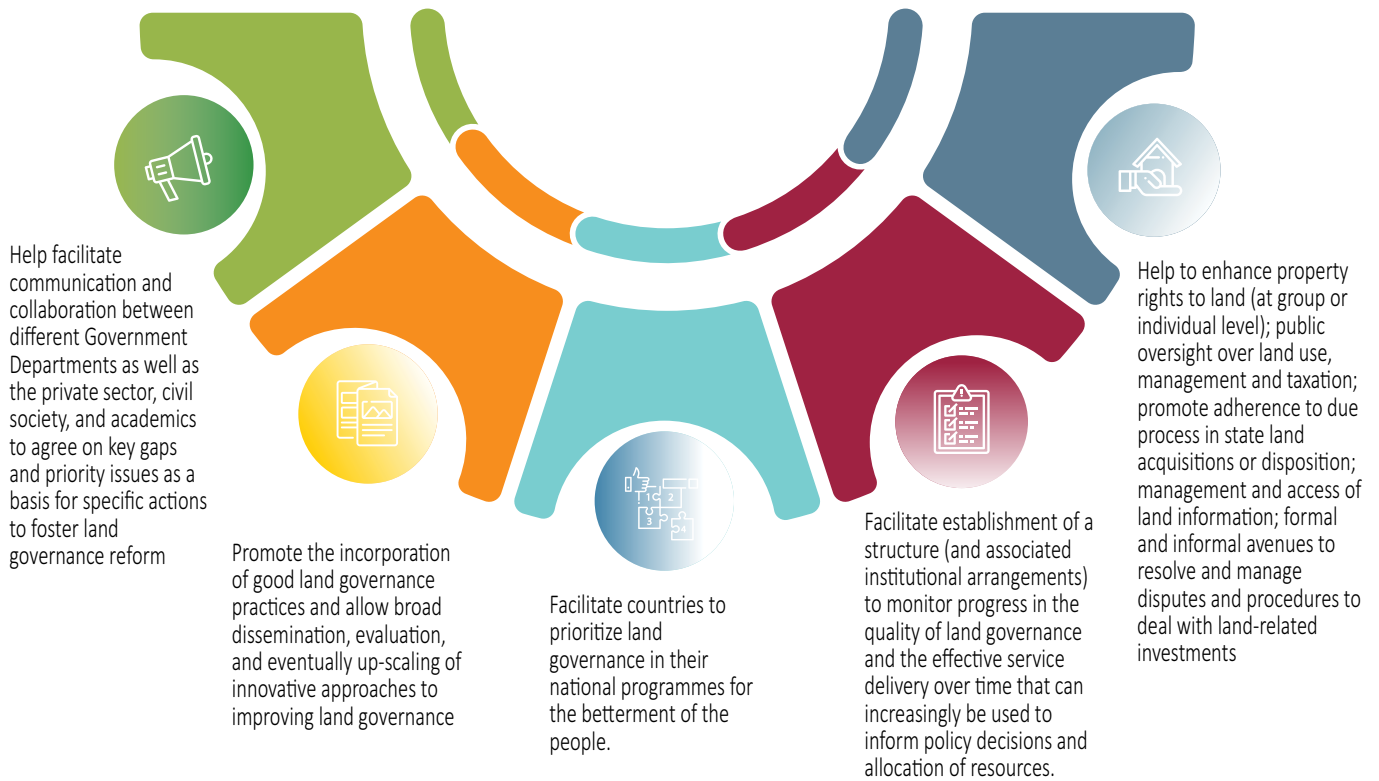 Help facilitate
communication and
collaboration between
different Government
Departments as well as
the private sector, civil
society, and academics
to agree on key gaps
and priority issues as a
basis for specific actions
to foster land
governance reform
Promote the incorporation
of good land governance
practices and allow broad
dissemination, evaluation,
and eventually up-scaling of
innovative approaches to
improving land governance
1
2
3
4
Facilitate countries to
prioritize land
governance in their
national programmes for
the betterment of the
people.
Facilitate establishment of a
structure (and associated
institutional arrangements)
to monitor progress in the
quality of land governance
and the effective service
delivery over time that can
increasingly be used to
inform policy decisions and
allocation of resources.
Help to enhance property
rights to land (at group or
individual level); public
oversight over land use,
management and taxation;
promote adherence to due
process in state land
acquisitions or disposition;
management and access of
land information; formal
and informal avenues to
resolve and manage
disputes and procedures to
deal with land-related
investments